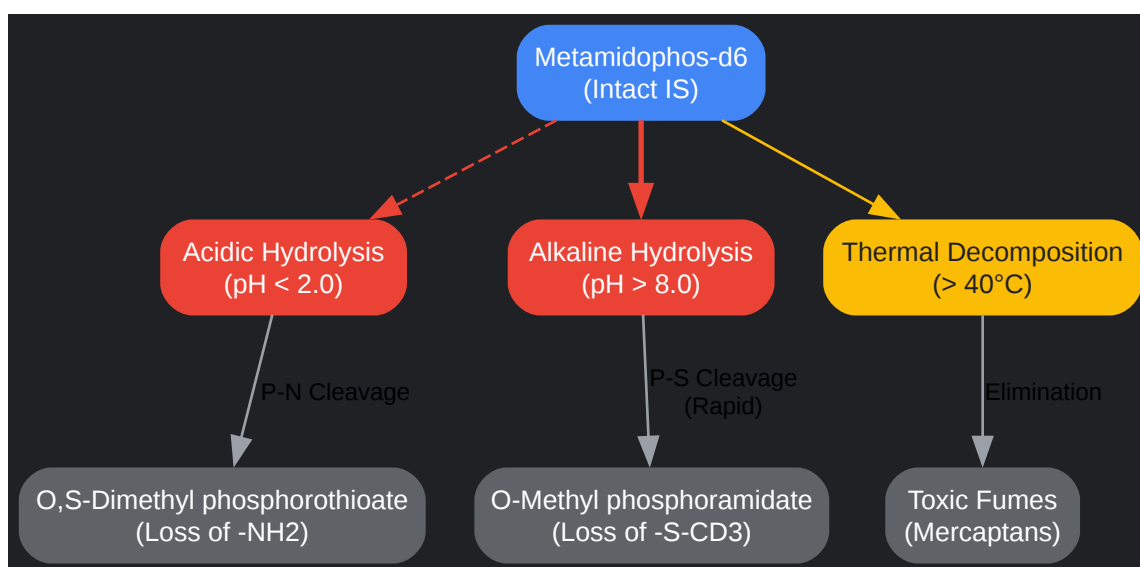 Metamidophos-d6
(Intact IS)
Acidic Hydrolysis
(pH < 2.0)
Alkaline Hydrolysis
(pH > 8.0)
Thermal Decomposition
(> 40°C)
P-N Cleavage
P-S Cleavage
(Rapid)
Elimination
O,S-Dimethyl phosphorothioate
(Loss of -NH2)
O-Methyl phosphoramidate
(Loss of -S-CD3)
Toxic Fumes
(Mercaptans)